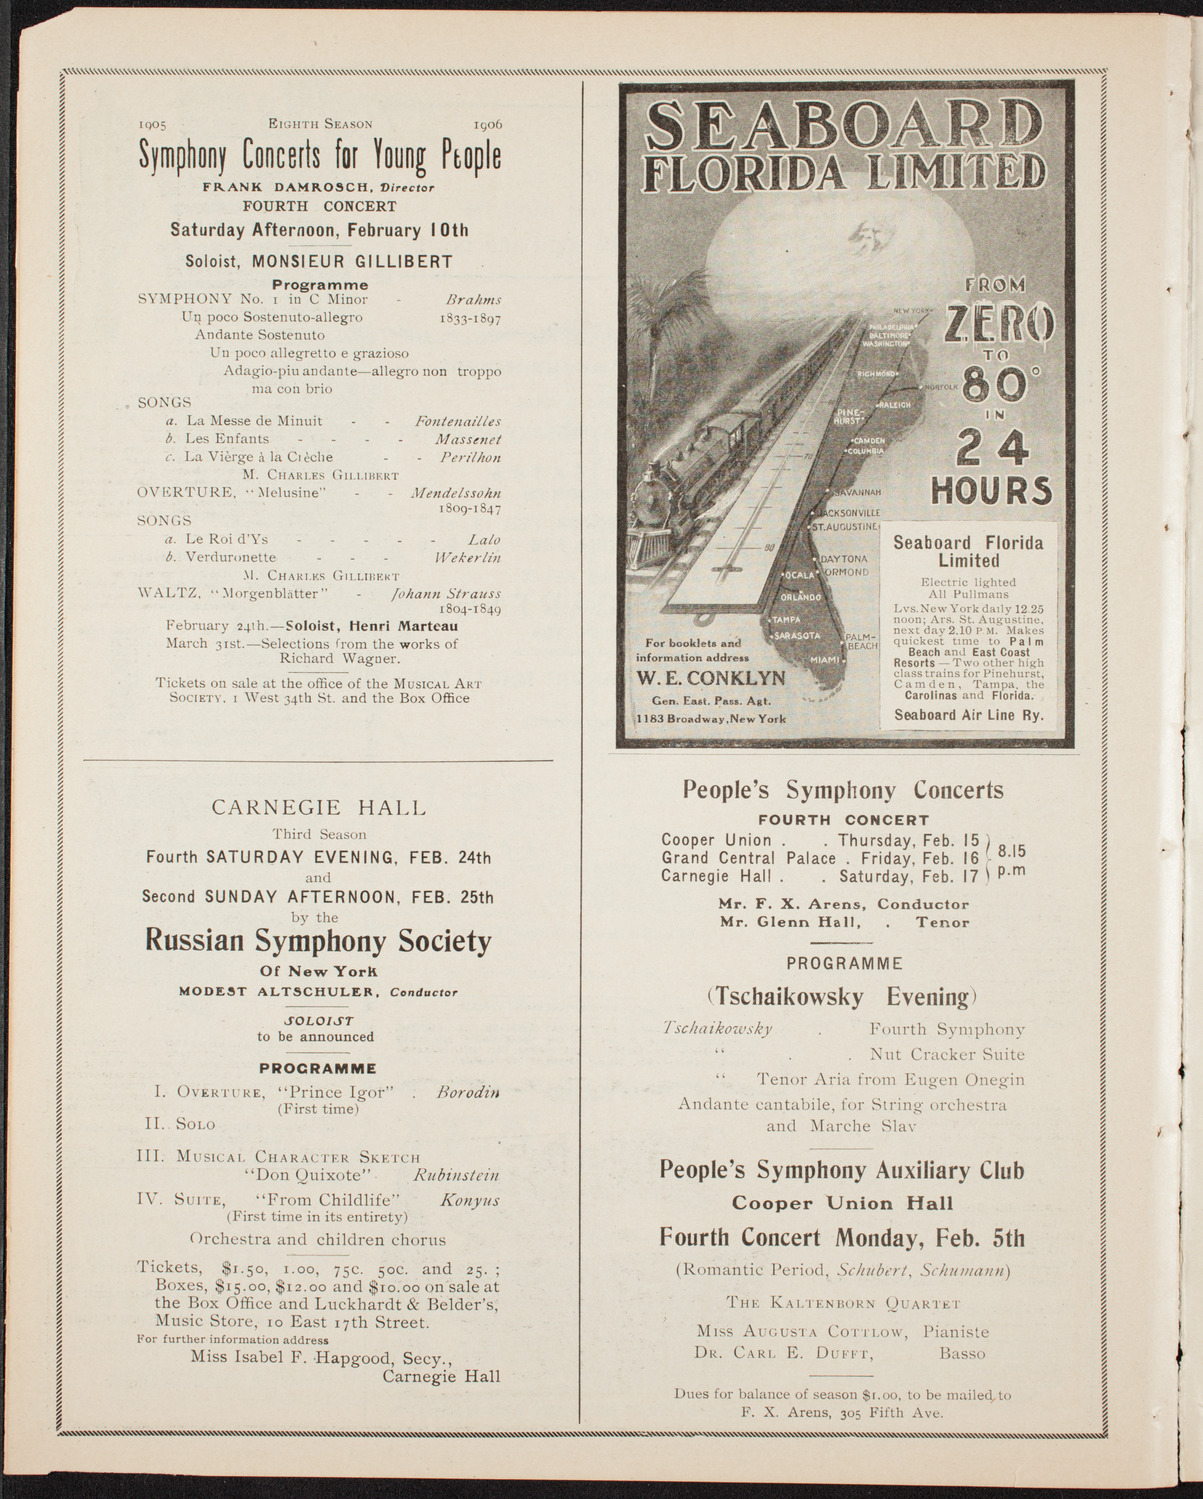 1905 EIGHTH SEASON 1906
Symphony Concerts for Young People
FRANK DAMROSCH, Director
FOURTH CONCERT
Saturday Afternoon, February 10th
Soloist, MONSIEUR GILLIBERT
Programme
SYMPHONY No. 1 in C Minor - Brahms
Un poco Sostenuto-allegro 1833-1897
Andante Sostenuto
Un poco allegretto e grazioso
Adagio-piu andante—allegro non troppo
ma con brio
SONGS
a. La Messe de Minuit - - Fontenailles
b. Les Enfants - - - - Massenet
c. La Vièrge à la Crèche - - Perilhon
M. CHARLES GILLIBERT
OVERTURE, "Melusine" - - Mendelssohn
1809-1847
SONGS
a. Le Roi d'Ys - - - - - Lalo
b. Verduronette - - - Wekerlin
M. CHARLES GILLIBERT
WALTZ, "Morgenblätter" - Johann Strauss
1804-1849
February 24th.—Soloist, Henri Marteau
March 31st.—Selections from the works of
Richard Wagner.
Tickets on sale at the office of the MUSICAL ART
SOCIETY, 1 West 34th St. and the Box Office
CARNEGIE HALL
Third Season
Fourth SATURDAY EVENING, FEB. 24th
and
Second SUNDAY AFTERNOON, FEB. 25th
by the
Russian Symphony Society
Of New York
MODEST ALTSCHULER, Conductor
SOLOIST
to be announced
PROGRAMME
I. OVERTURE, "Prince Igor" . Borodin
(First time)
II. SOLO
III. MUSICAL CHARACTER SKETCH
"Don Quixote" Rubinstein
IV. SUITE, "From Childlife" Konyus
(First time in its entirety)
Orchestra and children chorus
Tickets, $1.50, 1.00, 75c. 50c. and 25. ;
Boxes, $15.00, $12.00 and $10.00 on sale at
the Box Office and Luckhardt & Belder's,
Music Store, 10 East 17th Street.
For further information address
Miss Isabel F. Hapgood, Secy.,
Carnegie Hall
SEABOARD
FLORIDA LIMITED
FROM
ZERO
TO
80°
IN
24
HOURS
NEW YORK
PHILADELPHIA
BALTIMORE
WASHINGTON
RICHMOND
NORFOLK
RALEIGH
PINE-
HURST
CAMDEN
COLUMBIA
70
SAVANNAH
JACKSONVILLE
ST. AUGUSTINE
80
DAYTONA
OCALA ORMOND
ORLANDO
TAMPA
SARASOTA
PALM-
BEACH
MIAMI
For booklets and
information address
W. E. CONKLYN
Gen. East. Pass. Agt.
1183 Broadway, New York
Seaboard Florida
Limited
Electric lighted
All Pullmans
Lvs. New York daily 12.25
noon; Ars. St. Augustine,
next day 2.10 P M. Makes
quickest time to Palm
Beach and East Coast
Resorts — Two other high
class trains for Pinehurst,
Camden, Tampa, the
Carolinas and Florida.
Seaboard Air Line Ry.
People's Symphony Concerts
FOURTH CONCERT
Cooper Union . . Thursday, Feb. 15
Grand Central Palace . Friday, Feb. 16
Carnegie Hall . . Saturday, Feb. 17
8.15
p.m
Mr. F. X. Arens, Conductor
Mr. Glenn Hall, . Tenor
PROGRAMME
(Tschaikowsky Evening)
Tschaikowsky . Fourth Symphony
" . . Nut Cracker Suite
" Tenor Aria from Eugen Onegin
Andante cantabile, for String orchestra
and Marche Slav
People's Symphony Auxiliary Club
Cooper Union Hall
Fourth Concert Monday, Feb. 5th
(Romantic Period, Schubert, Schumann)
THE KALTENBORN QUARTET
MISS AUGUSTA COTTLOW, Pianiste
DR. CARL E. DUFFT, Basso
Dues for balance of season $1.00, to be mailed to
F. X. Arens, 305 Fifth Ave.